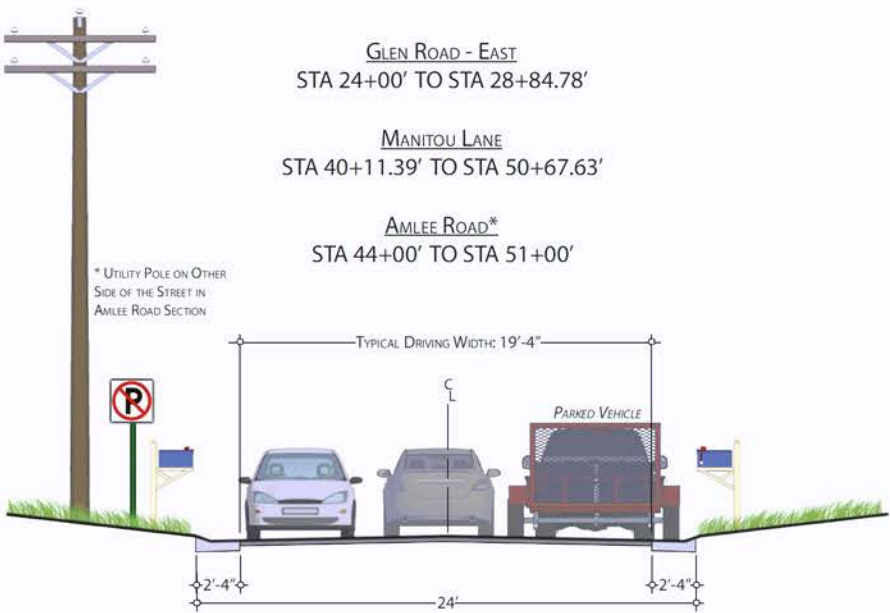 Glen Road - East
STA 24+00' TO STA 28+84.78'
Manitou Lane
STA 40+11.39' TO STA 50+67.63'
Amlee Road*
STA 44+00' TO STA 51+00'
* Utility Pole on Other
Side of the Street in
Amlee Road Section
Typical Driving Width: 19'-4"
P
CL
Parked Vehicle
2'-4"
2'-4"
24'